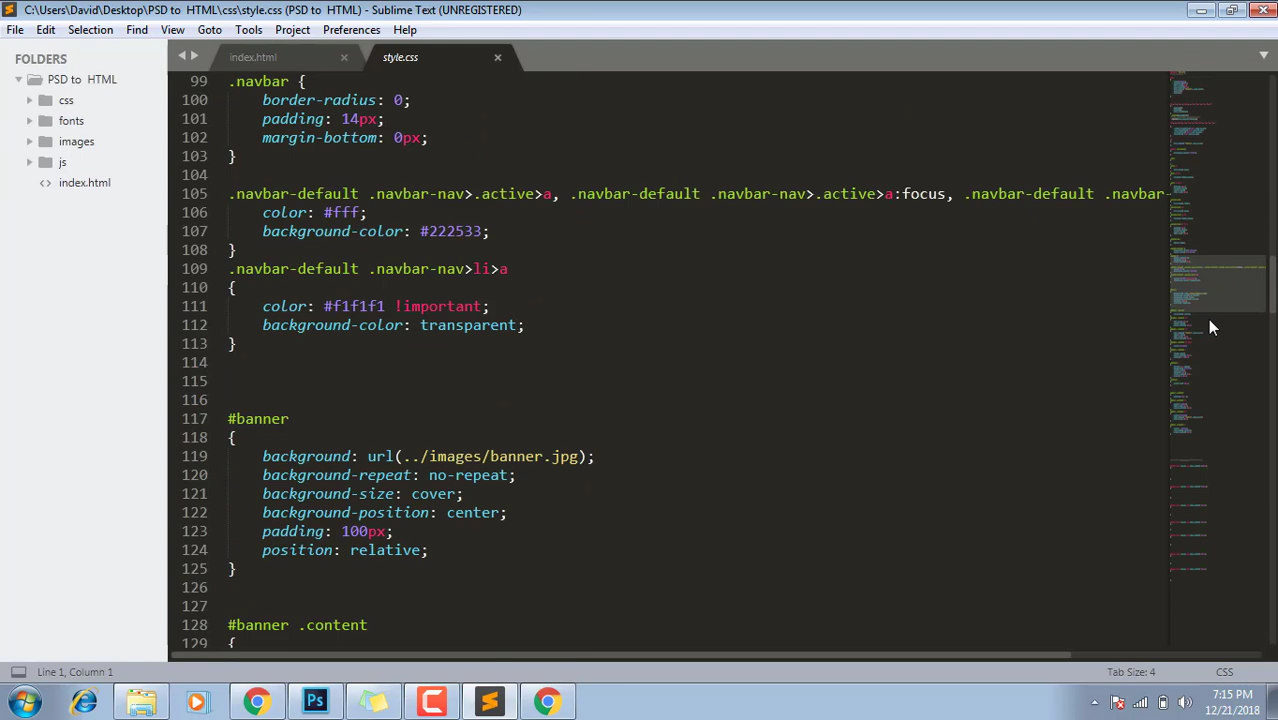 C:\Users\David\Desktop\PSD to HTML\css\style.css (PSD to HTML) - Sublime Text (UNREGISTERED)
File Edit Selection Find View Goto Tools Project Preferences Help
FOLDERS
PSD to HTML
css
fonts
images
js
index.html
index.html
style.css
99 .navbar {
100 border-radius: 0;
101 padding: 14px;
102 margin-bottom: 0px;
103 }
104
105 .navbar-default .navbar-nav>.active>a, .navbar-default .navbar-nav>.active>a:focus, .navbar-default .navbar-
106 color: #fff;
107 background-color: #222533;
108 }
109 .navbar-default .navbar-nav>li>a
110 {
111 color: #f1f1f1 !important;
112 background-color: transparent;
113 }
114
115
116
117 #banner
118 {
119 background: url(../images/banner.jpg);
120 background-repeat: no-repeat;
121 background-size: cover;
122 background-position: center;
123 padding: 100px;
124 position: relative;
125 }
126
127
128 #banner .content
129 {
Line 1, Column 1
Tab Size: 4
CSS
Ps
7:15 PM
12/21/2018